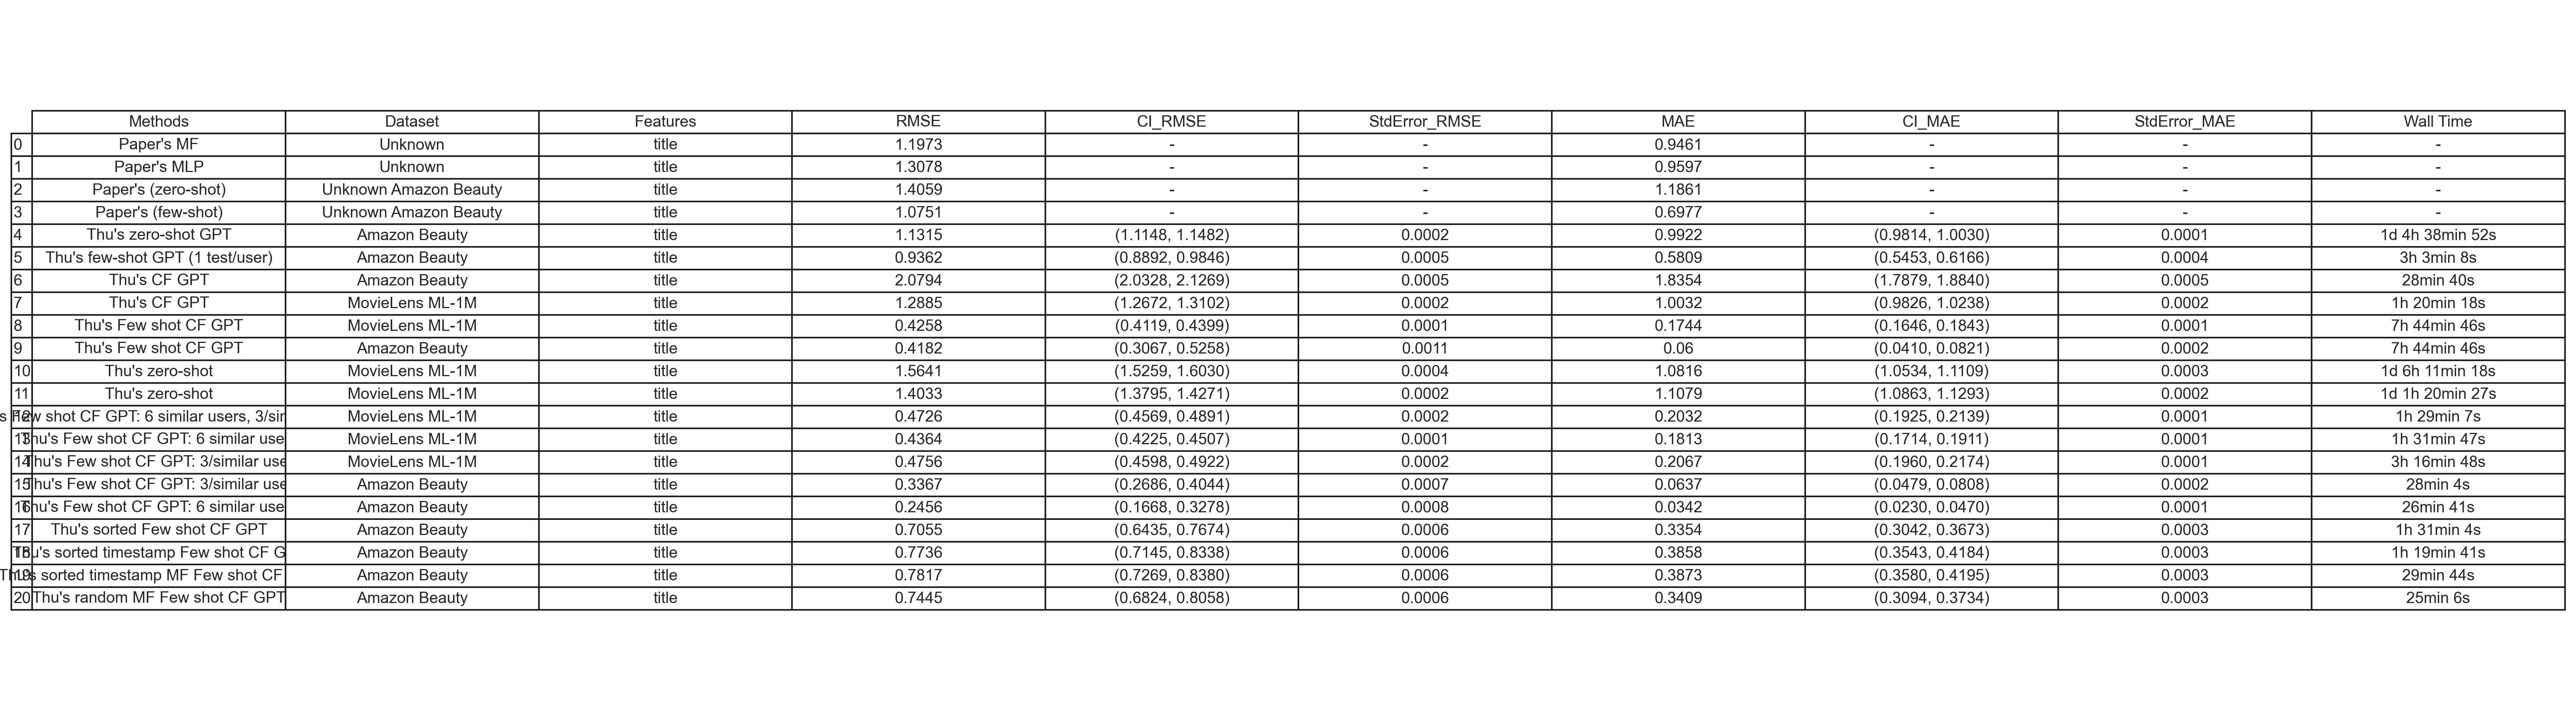 Methods Dataset Features RMSE CI_RMSE StdError_RMSE MAE CI_MAE StdError_MAE Wall Time
0 Paper's MF Unknown title 1.1973 - - 0.9461 - - -
1 Paper's MLP Unknown title 1.3078 - - 0.9597 - - -
2 Paper's (zero-shot) Unknown Amazon Beauty title 1.4059 - - 1.1861 - - -
3 Paper's (few-shot) Unknown Amazon Beauty title 1.0751 - - 0.6977 - - -
4 Thu's zero-shot GPT Amazon Beauty title 1.1315 (1.1148, 1.1482) 0.0002 0.9922 (0.9814, 1.0030) 0.0001 1d 4h 38min 52s
5 Thu's few-shot GPT (1 test/user) Amazon Beauty title 0.9362 (0.8892, 0.9846) 0.0005 0.5809 (0.5453, 0.6166) 0.0004 3h 3min 8s
6 Thu's CF GPT Amazon Beauty title 2.0794 (2.0328, 2.1269) 0.0005 1.8354 (1.7879, 1.8840) 0.0005 28min 40s
7 Thu's CF GPT MovieLens ML-1M title 1.2885 (1.2672, 1.3102) 0.0002 1.0032 (0.9826, 1.0238) 0.0002 1h 20min 18s
8 Thu's Few shot CF GPT MovieLens ML-1M title 0.4258 (0.4119, 0.4399) 0.0001 0.1744 (0.1646, 0.1843) 0.0001 7h 44min 46s
9 Thu's Few shot CF GPT Amazon Beauty title 0.4182 (0.3067, 0.5258) 0.0011 0.06 (0.0410, 0.0821) 0.0002 7h 44min 46s
10 Thu's zero-shot MovieLens ML-1M title 1.5641 (1.5259, 1.6030) 0.0004 1.0816 (1.0534, 1.1109) 0.0003 1d 6h 11min 18s
11 Thu's zero-shot MovieLens ML-1M title 1.4033 (1.3795, 1.4271) 0.0002 1.1079 (1.0863, 1.1293) 0.0002 1d 1h 20min 27s
12 s Few shot CF GPT: 6 similar users, 3/sir MovieLens ML-1M title 0.4726 (0.4569, 0.4891) 0.0002 0.2032 (0.1925, 0.2139) 0.0001 1h 29min 7s
13 Thu's Few shot CF GPT: 6 similar use MovieLens ML-1M title 0.4364 (0.4225, 0.4507) 0.0001 0.1813 (0.1714, 0.1911) 0.0001 1h 31min 47s
14 Thu's Few shot CF GPT: 3/similar use MovieLens ML-1M title 0.4756 (0.4598, 0.4922) 0.0002 0.2067 (0.1960, 0.2174) 0.0001 3h 16min 48s
15 Thu's Few shot CF GPT: 3/similar use Amazon Beauty title 0.3367 (0.2686, 0.4044) 0.0007 0.0637 (0.0479, 0.0808) 0.0002 28min 4s
16 Thu's Few shot CF GPT: 6 similar use Amazon Beauty title 0.2456 (0.1668, 0.3278) 0.0008 0.0342 (0.0230, 0.0470) 0.0001 26min 41s
17 Thu's sorted Few shot CF GPT Amazon Beauty title 0.7055 (0.6435, 0.7674) 0.0006 0.3354 (0.3042, 0.3673) 0.0003 1h 31min 4s
18 Thu's sorted timestamp Few shot CF G Amazon Beauty title 0.7736 (0.7145, 0.8338) 0.0006 0.3858 (0.3543, 0.4184) 0.0003 1h 19min 41s
19 Thu's sorted timestamp MF Few shot CF Amazon Beauty title 0.7817 (0.7269, 0.8380) 0.0006 0.3873 (0.3580, 0.4195) 0.0003 29min 44s
20 Thu's random MF Few shot CF GPT Amazon Beauty title 0.7445 (0.6824, 0.8058) 0.0006 0.3409 (0.3094, 0.3734) 0.0003 25min 6s